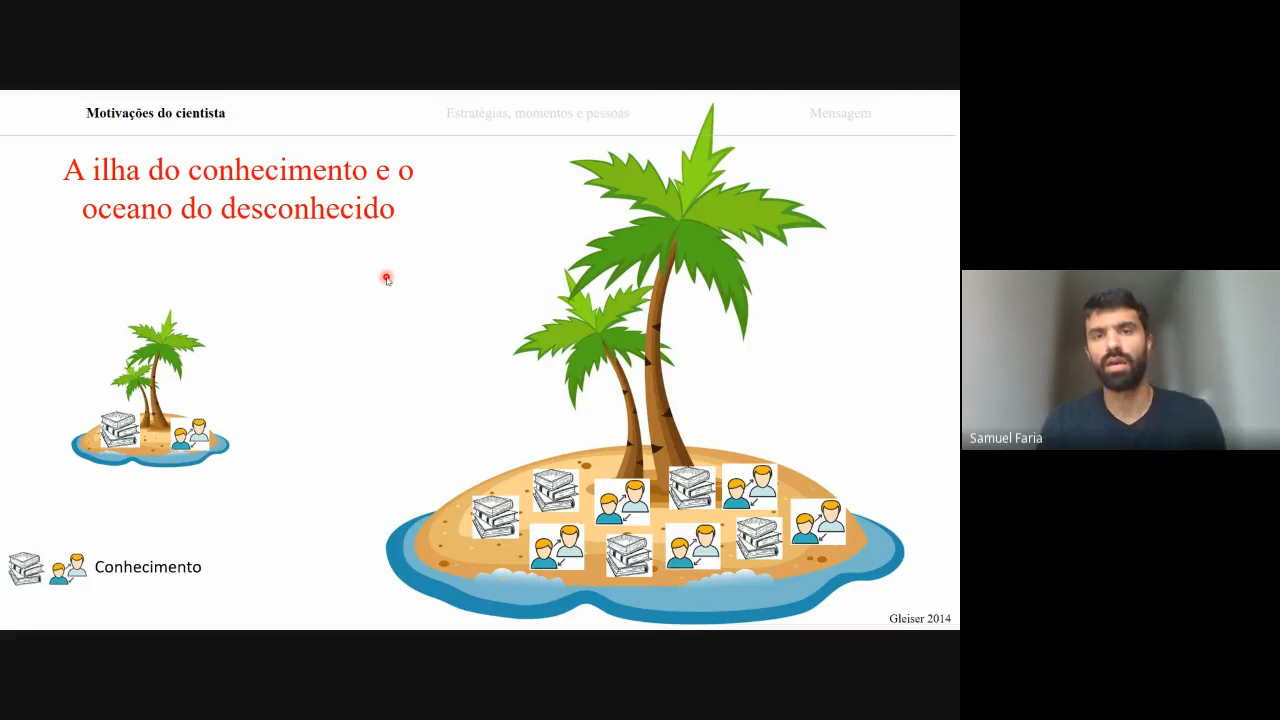 Motivações do cientista
Estratégias, momentos e pessoas
Mensagem
A ilha do conhecimento e o
oceano do desconhecido
Conhecimento
Gleiser 2014
Samuel Faria